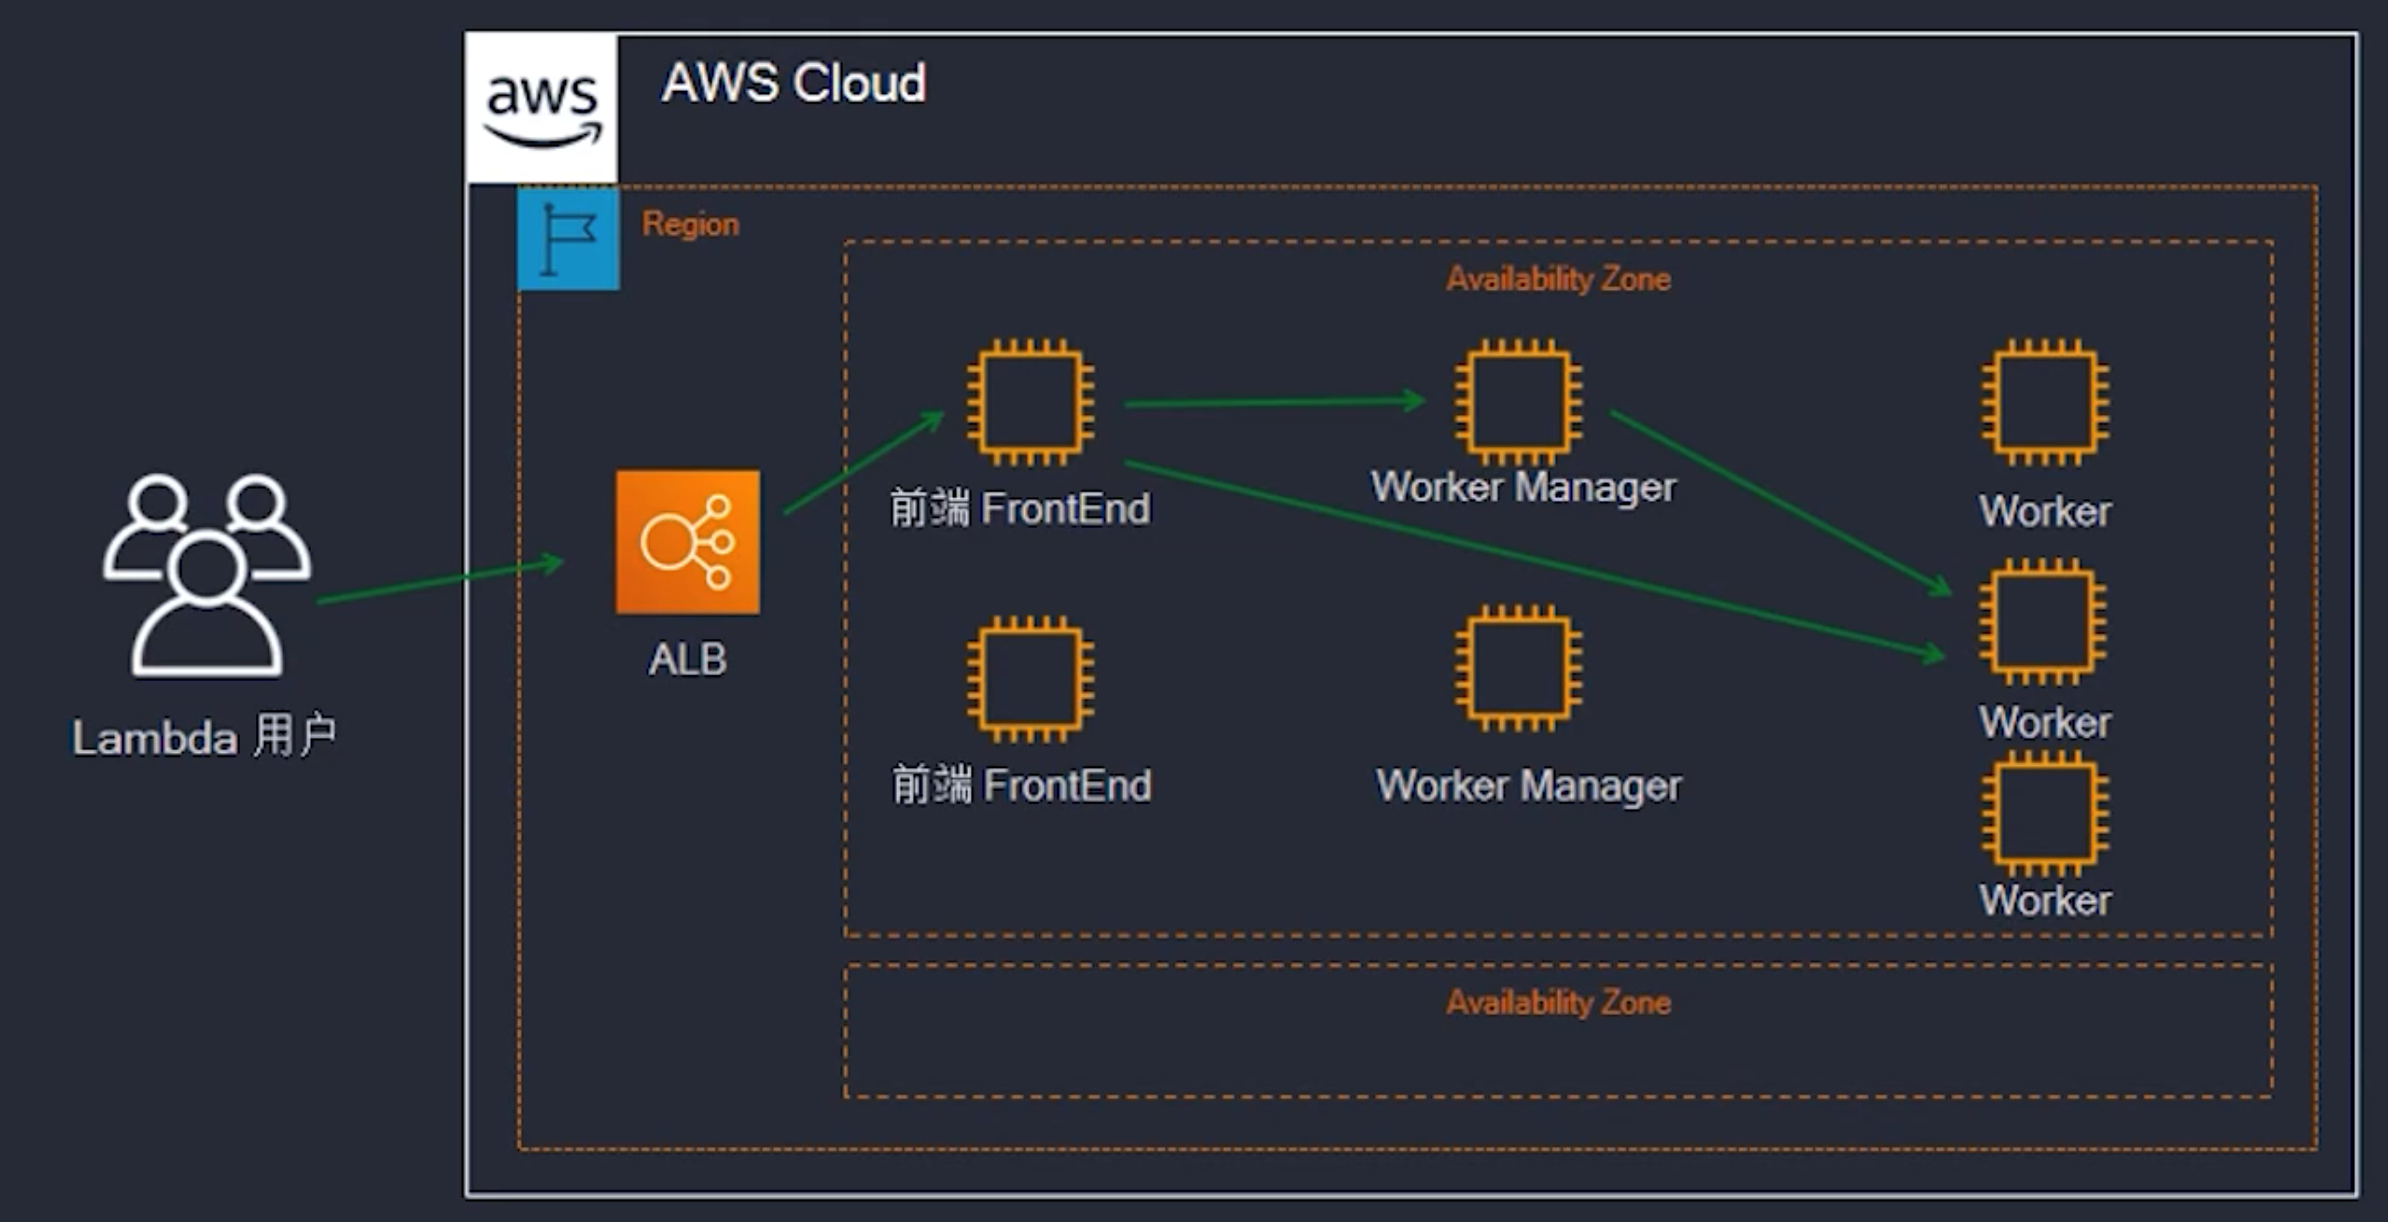 aws
AWS Cloud
Region
Availability Zone
前端 FrontEnd
Worker Manager
Worker
ALB
Lambda 用户
Worker
前端 FrontEnd
Worker Manager
Worker
Availability Zone